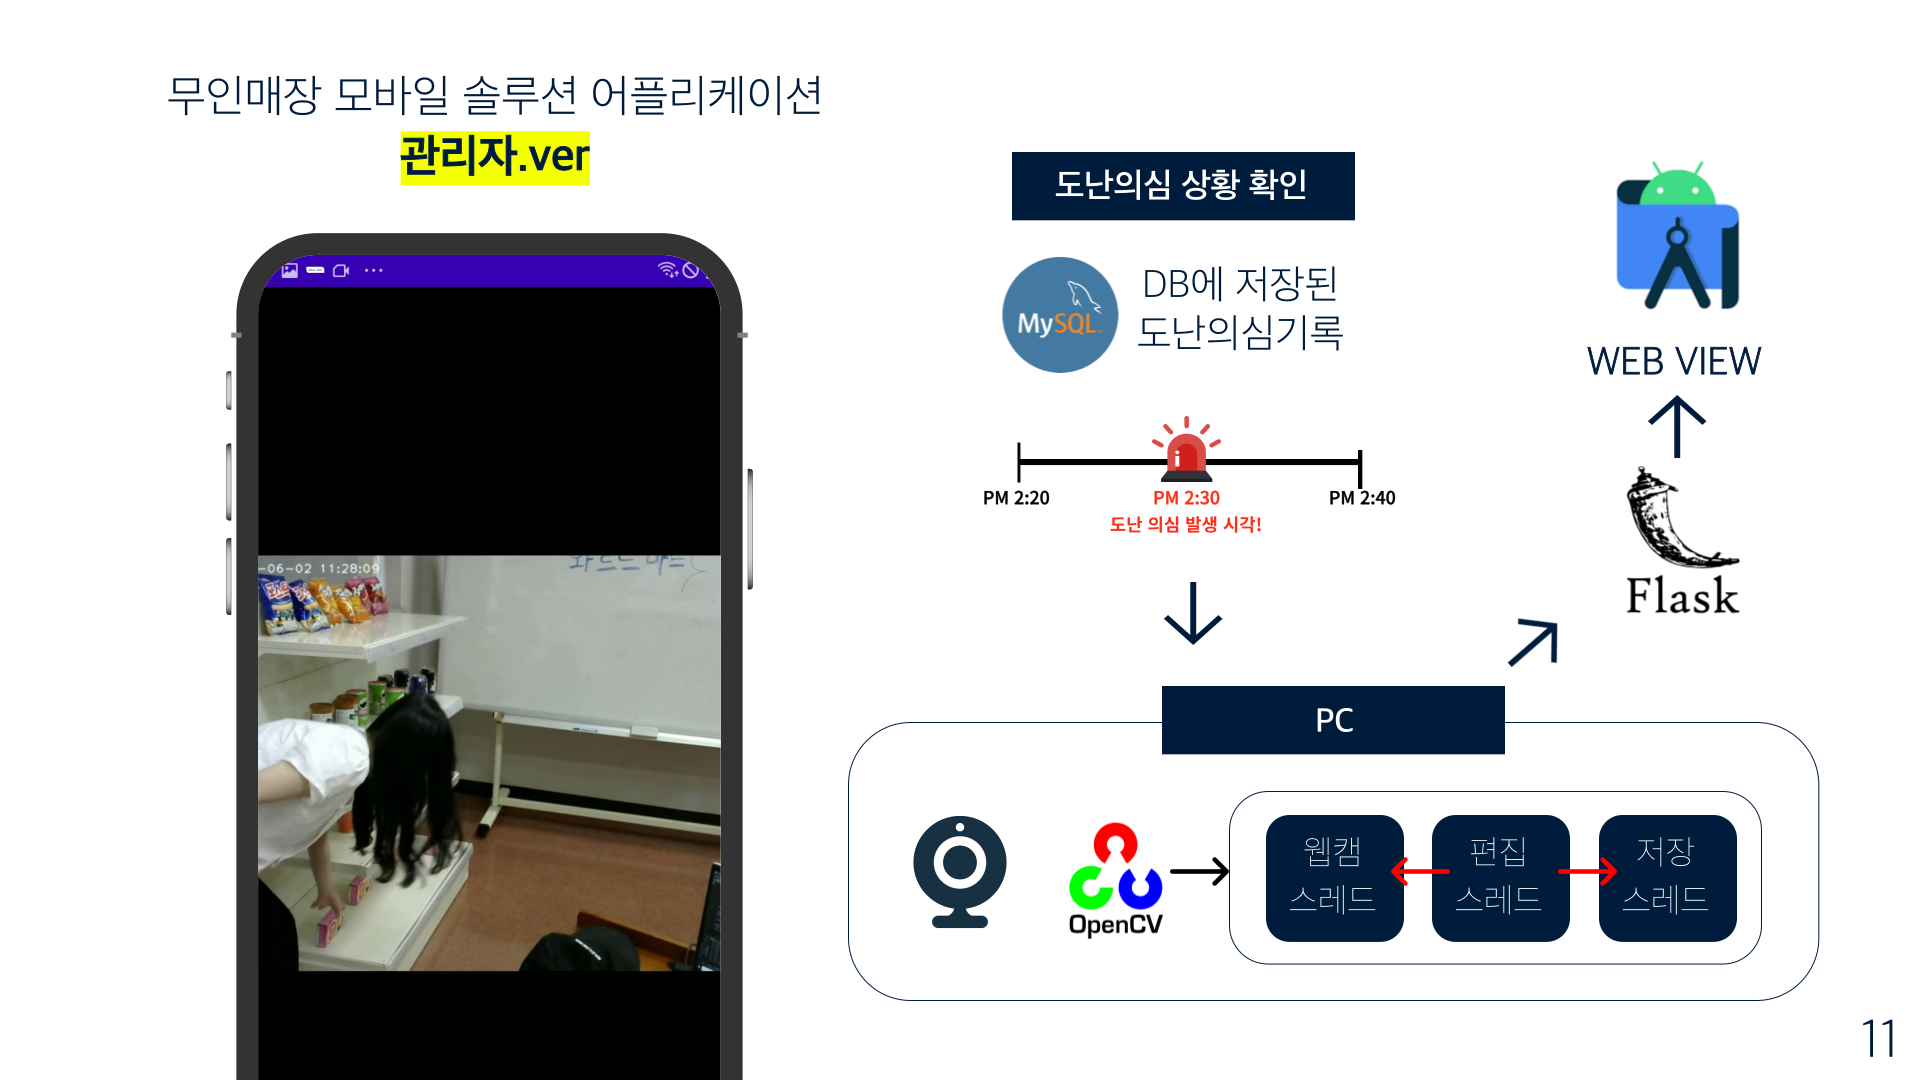 무인매장 모바일 솔루션 어플리케이션
관리자.ver
-06-02 11:28:09
도난의심 상황 확인
MySQL
DB에 저장된
도난의심기록
PM 2:20
PM 2:30
PM 2:40
도난 의심 발생 시각!
WEB VIEW
Flask
PC
OpenCV
웹캠
스레드
편집
스레드
저장
스레드
11